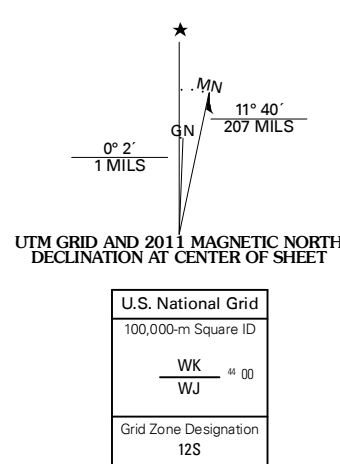 ★
MN
11° 40´
207 MILS
GN
0° 2´
1 MILS
UTM GRID AND 2011 MAGNETIC NORTH
DECLINATION AT CENTER OF SHEET
U.S. National Grid
100,000-m Square ID
WK
44 00
WJ
Grid Zone Designation
12S